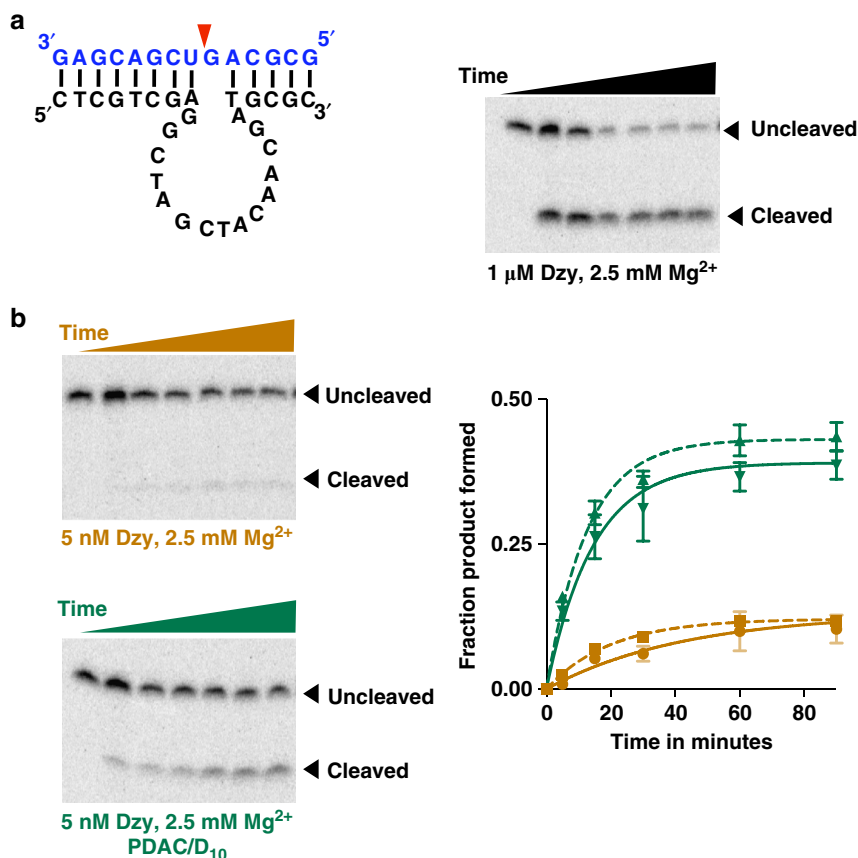 a
3′ GAGCAGCUGACGCG 5′
5′ CTCGTCGA TGCGC 3′
GGCTAGCTACAACGA
Time
Uncleaved
Cleaved
1 µM Dzy, 2.5 mM Mg²⁺
b
Time
Uncleaved
Cleaved
5 nM Dzy, 2.5 mM Mg²⁺
Time
Uncleaved
Cleaved
5 nM Dzy, 2.5 mM Mg²⁺
PDAC/D₁₀
Fraction product formed
0.50
0.25
0.00
0 20 40 60 80
Time in minutes